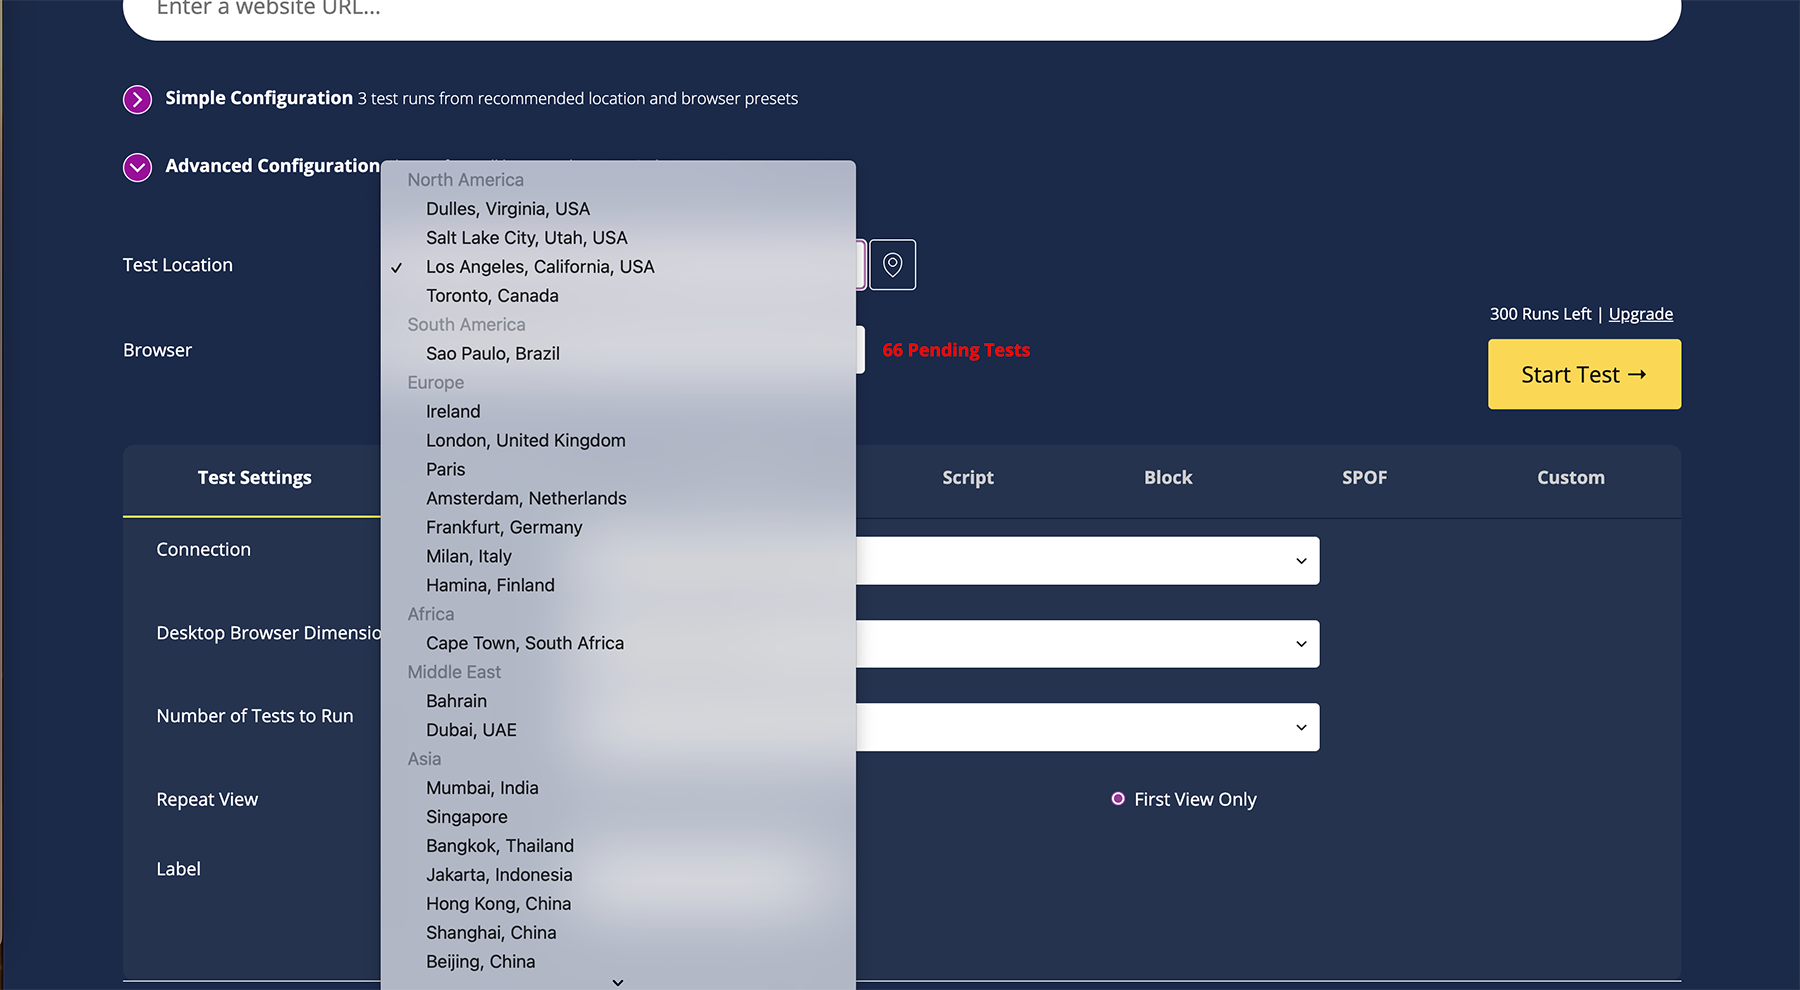 Enter a website URL...
Simple Configuration 3 test runs from recommended location and browser presets
Advanced Configuration
North America
Dulles, Virginia, USA
Salt Lake City, Utah, USA
Test Location
✓ Los Angeles, California, USA
Toronto, Canada
South America
Sao Paulo, Brazil
Europe
Ireland
London, United Kingdom
Paris
Amsterdam, Netherlands
Frankfurt, Germany
Milan, Italy
Hamina, Finland
Africa
Cape Town, South Africa
Middle East
Bahrain
Dubai, UAE
Asia
Mumbai, India
Singapore
Bangkok, Thailand
Jakarta, Indonesia
Hong Kong, China
Shanghai, China
Beijing, China
300 Runs Left | Upgrade
Browser
66 Pending Tests
Start Test →
Test Settings
Script
Block
SPOF
Custom
Connection
Desktop Browser Dimensio
Number of Tests to Run
Repeat View
First View Only
Label